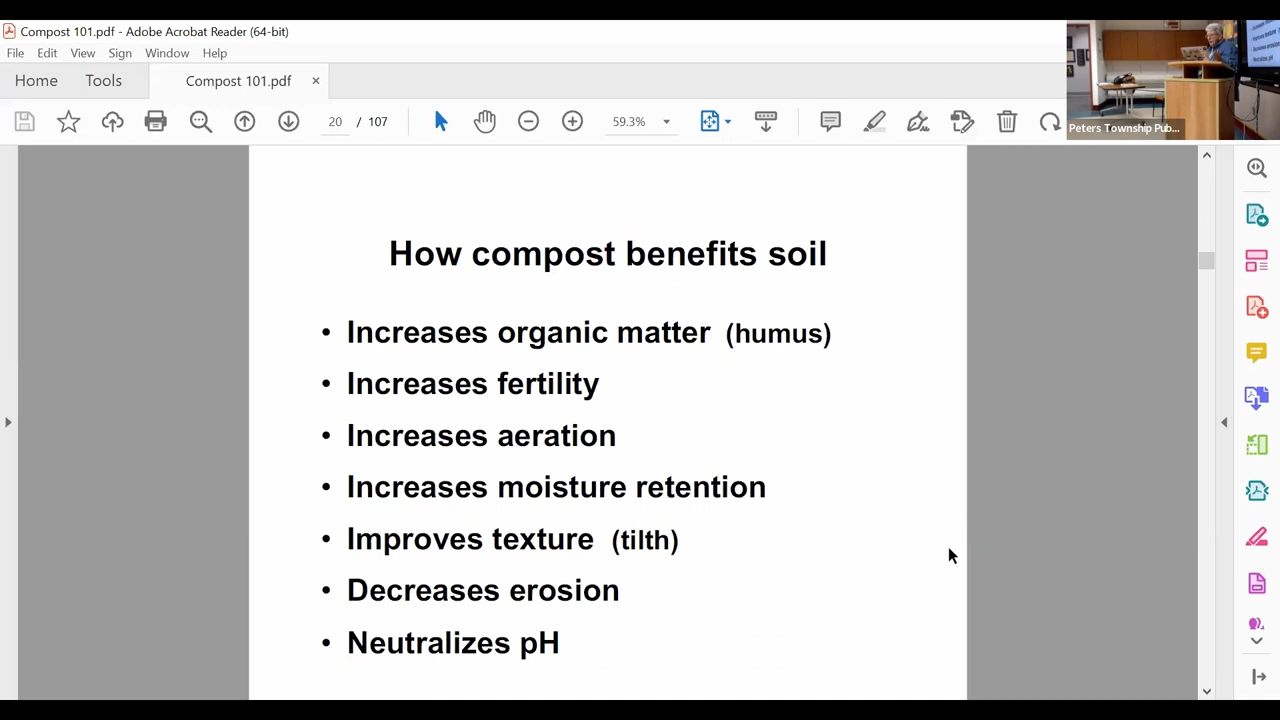 Compost 101.pdf - Adobe Acrobat Reader (64-bit)
File Edit View Sign Window Help
Home Tools Compost 101.pdf ×
20 / 107 59.3%
Peters Township Pub...
How compost benefits soil
• Increases organic matter (humus)
• Increases fertility
• Increases aeration
• Increases moisture retention
• Improves texture (tilth)
• Decreases erosion
• Neutralizes pH